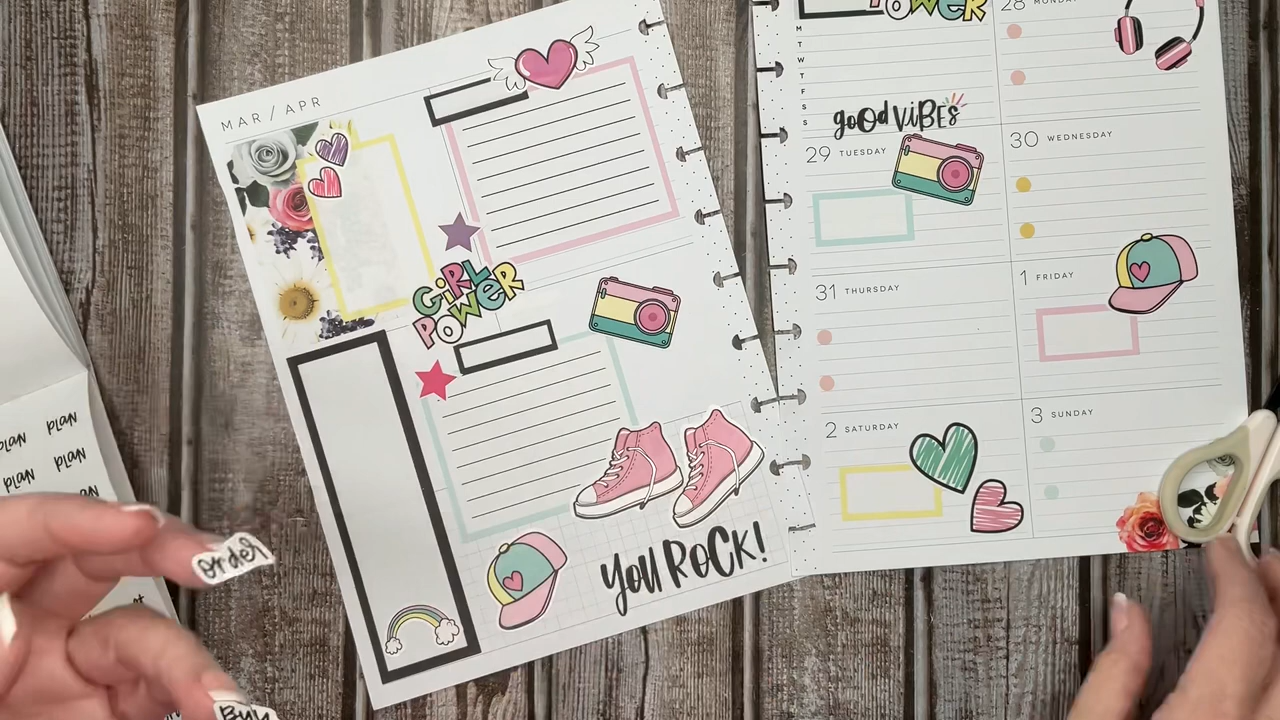 MAR / APR
GIRL
POWER
YOU ROCK!
plan
plan
plan
plan
order
Buy
POWER
M
T
W
T
F
S
S
28 MONDAY
good ViBES
29 TUESDAY
30 WEDNESDAY
31 THURSDAY
1 FRIDAY
2 SATURDAY
3 SUNDAY